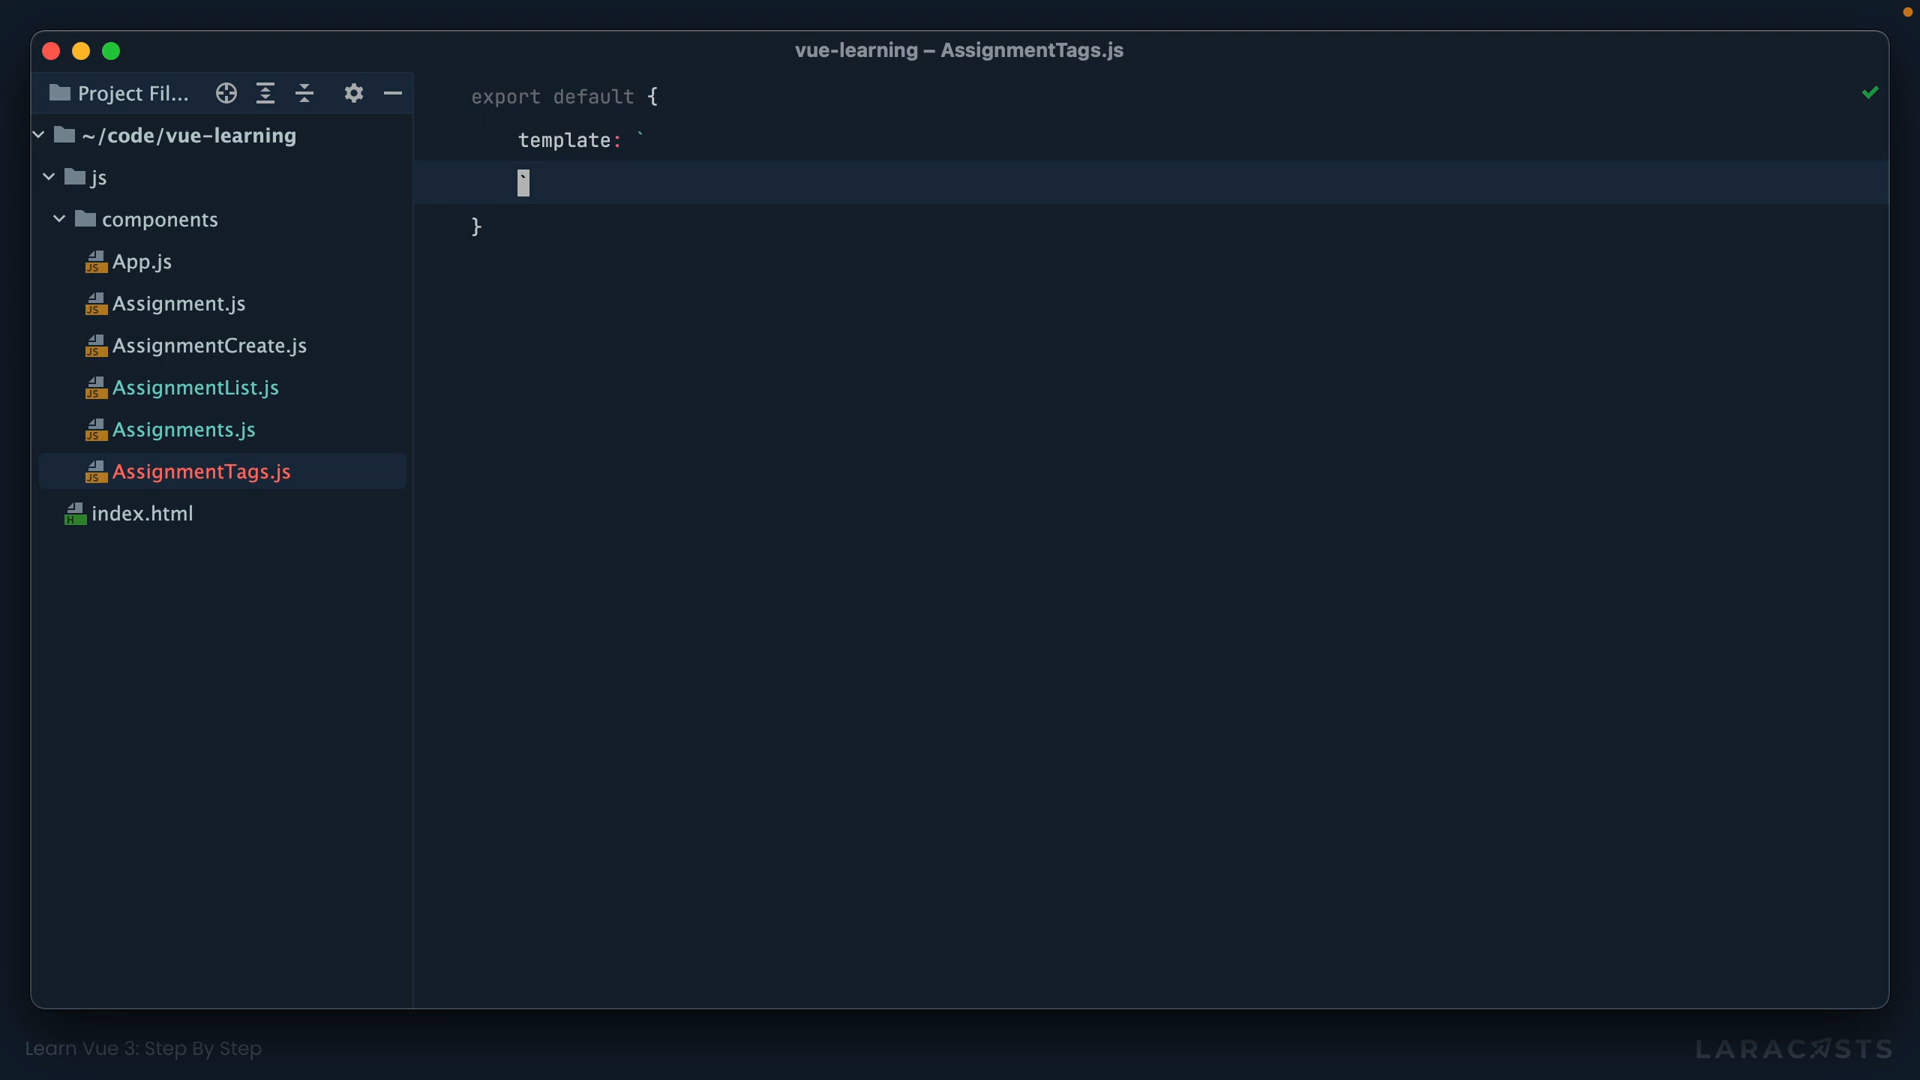 vue-learning – AssignmentTags.js
Project Fil...
~/code/vue-learning
js
components
App.js
Assignment.js
AssignmentCreate.js
AssignmentList.js
Assignments.js
AssignmentTags.js
index.html
export default {
template: `
`
}
Learn Vue 3: Step By Step
LARACASTS